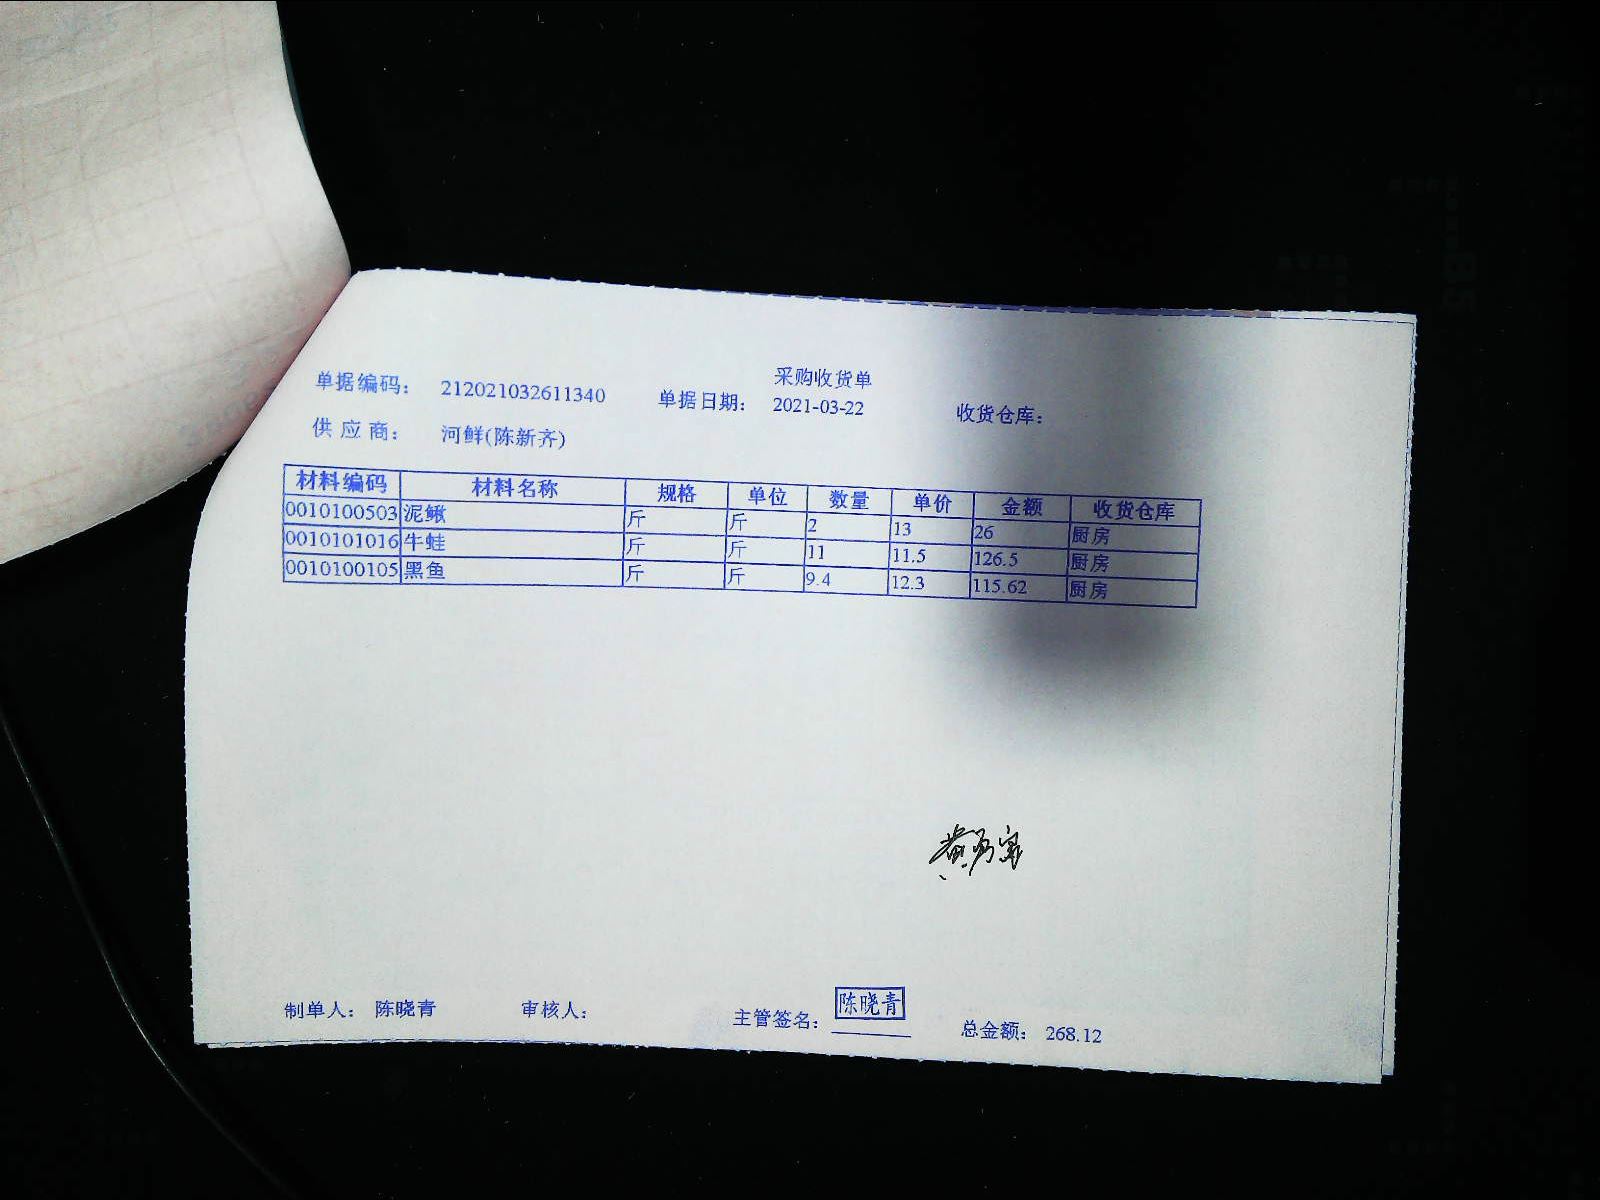 采购收货单
单据编码： 212021032611340 单据日期： 2021-03-22 收货仓库：
供应商： 河鲜(陈新齐)
材料编码 材料名称 规格 单位 数量 单价 金额 收货仓库
0010100503 泥鳅 斤 斤 2 13 26 厨房
0010101016 牛蛙 斤 斤 11 11.5 126.5 厨房
0010100105 黑鱼 斤 斤 9.4 12.3 115.62 厨房
制单人： 陈晓青 审核人： 主管签名： 陈晓青 总金额： 268.12